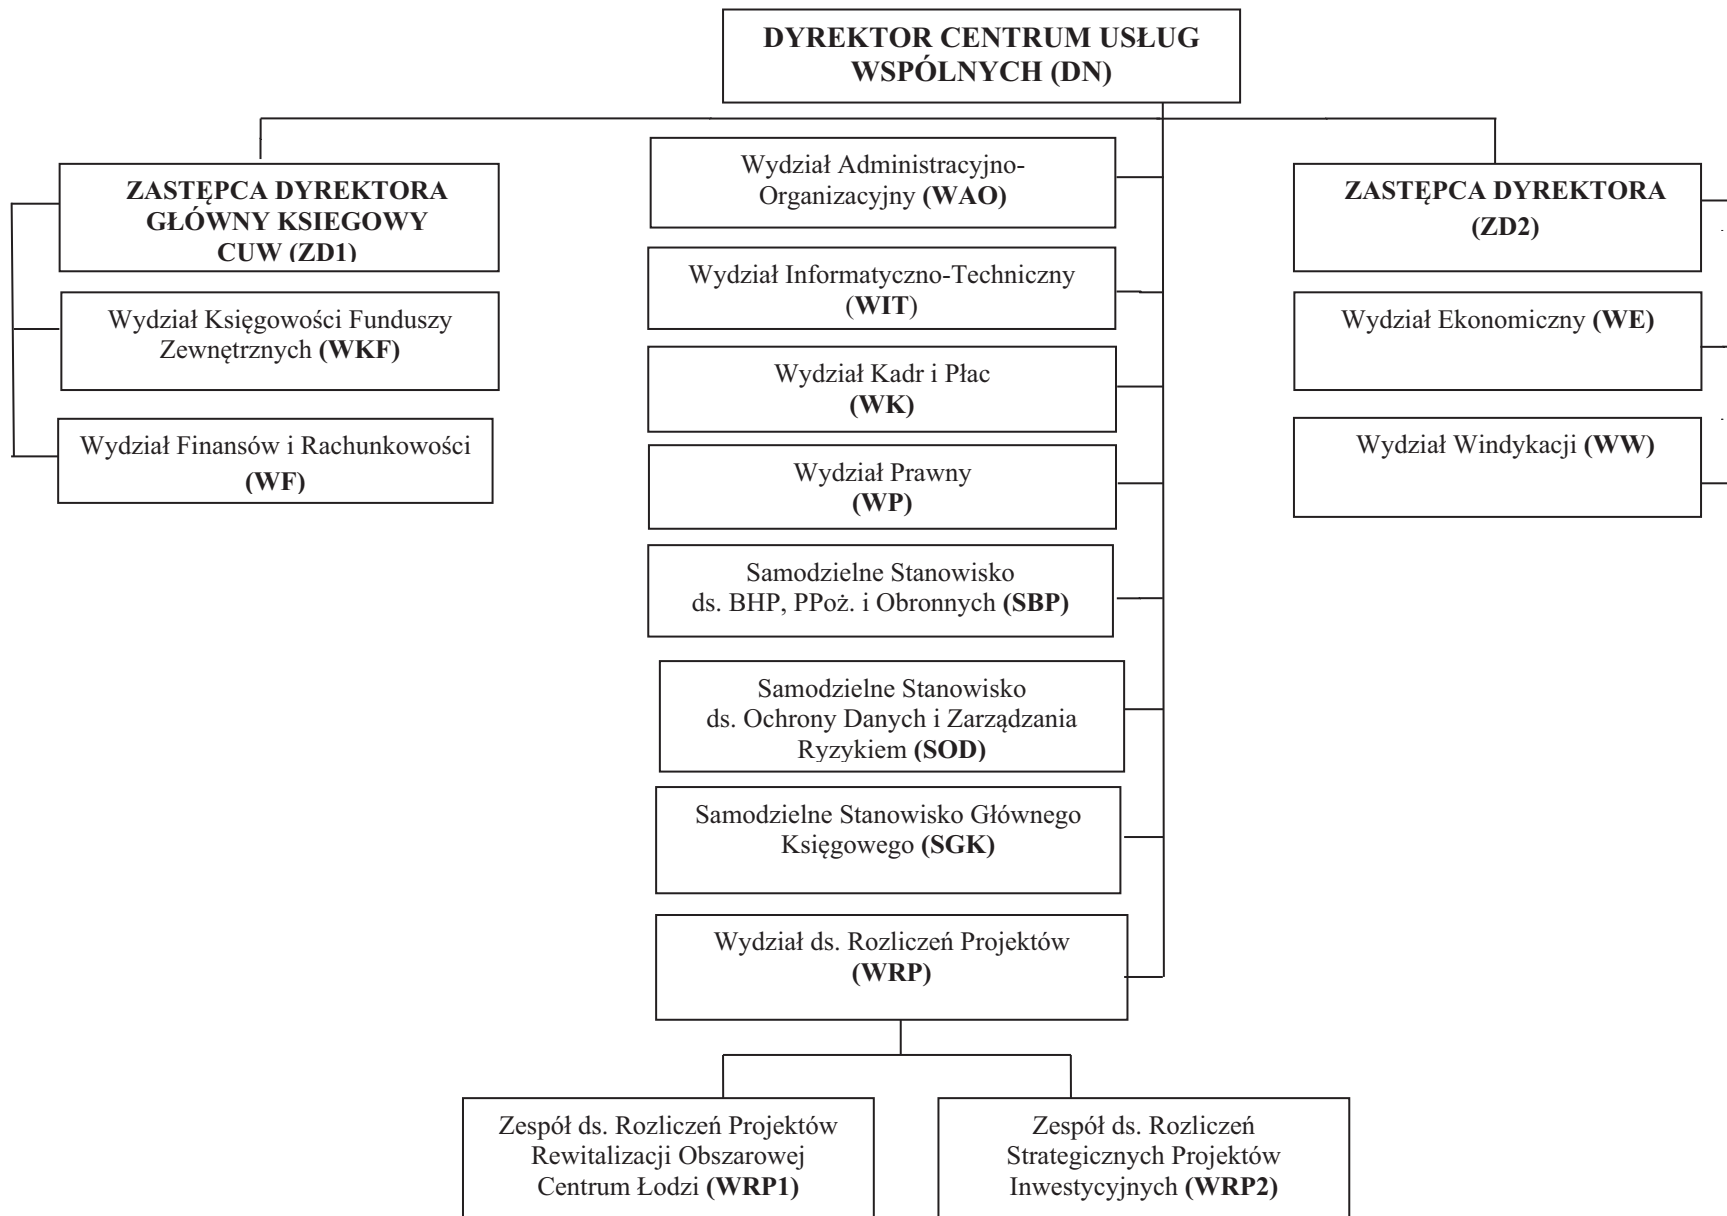 DYREKTOR CENTRUM USŁUG
WSPÓLNYCH (DN)
ZASTĘPCA DYREKTORA
GŁÓWNY KSIEGOWY
CUW (ZD1)
Wydział Księgowości Funduszy
Zewnętrznych (WKF)
Wydział Finansów i Rachunkowości
(WF)
Wydział Administracyjno-
Organizacyjny (WAO)
Wydział Informatyczno-Techniczny
(WIT)
Wydział Kadr i Płac
(WK)
Wydział Prawny
(WP)
Samodzielne Stanowisko
ds. BHP, PPoż. i Obronnych (SBP)
Samodzielne Stanowisko
ds. Ochrony Danych i Zarządzania
Ryzykiem (SOD)
Samodzielne Stanowisko Głównego
Księgowego (SGK)
Wydział ds. Rozliczeń Projektów
(WRP)
Zespół ds. Rozliczeń Projektów
Rewitalizacji Obszarowej
Centrum Łodzi (WRP1)
Zespół ds. Rozliczeń
Strategicznych Projektów
Inwestycyjnych (WRP2)
ZASTĘPCA DYREKTORA
(ZD2)
Wydział Ekonomiczny (WE)
Wydział Windykacji (WW)